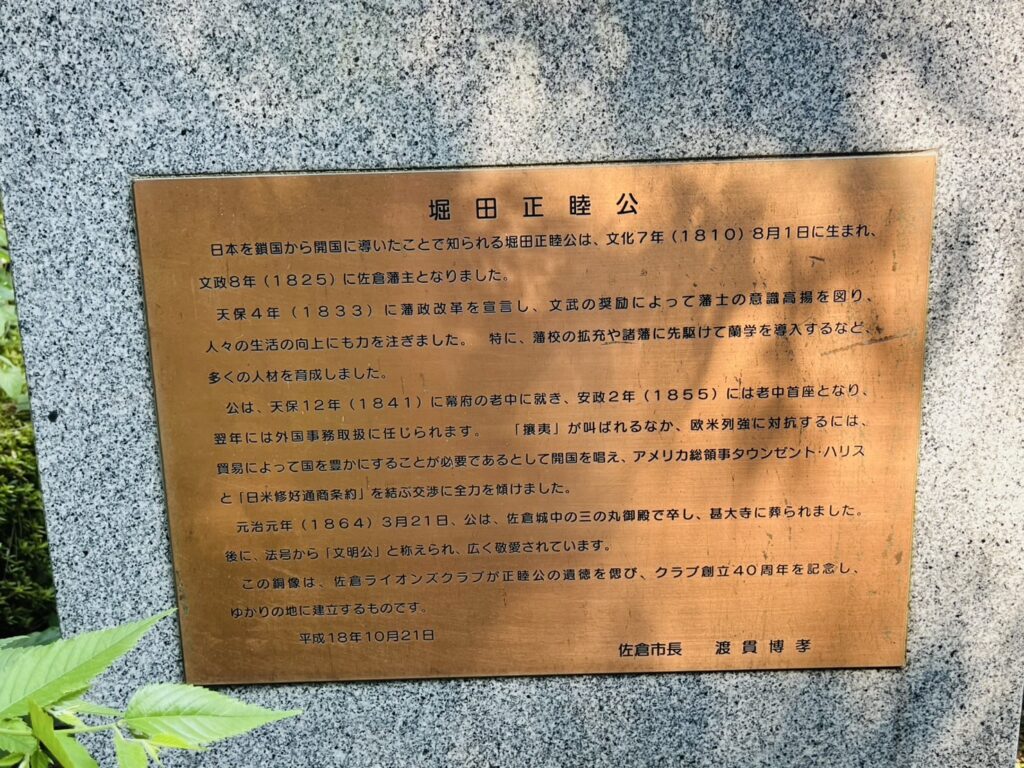 堀田正睦公
日本を鎖国から開国に導いたことで知られる堀田正睦公は、文化7年（1810）8月1日に生まれ、
文政8年（1825）に佐倉藩主となりました。
天保4年（1833）に藩政改革を宣言し、文武の奨励によって藩士の意識高揚を図り、
人々の生活の向上にも力を注ぎました。　特に、藩校の拡充や諸藩に先駆けて蘭学を導入するなど、
多くの人材を育成しました。
公は、天保12年（1841）に幕府の老中に就き、安政2年（1855）には老中首座となり、
翌年には外国事務取扱に任じられます。　「攘夷」が叫ばれるなか、欧米列強に対抗するには、
貿易によって国を豊かにすることが必要であるとして開国を唱え、アメリカ総領事タウンゼント・ハリス
と「日米修好通商条約」を結ぶ交渉に全力を傾けました。
元治元年（1864）3月21日、公は、佐倉城中の三の丸御殿で卒し、甚大寺に葬られました。
後に、法号から「文明公」と称えられ、広く敬愛されています。
この銅像は、佐倉ライオンズクラブが正睦公の遺徳を偲び、クラブ創立40周年を記念し、
ゆかりの地に建立するものです。
平成18年10月21日
佐倉市長　渡貫博孝